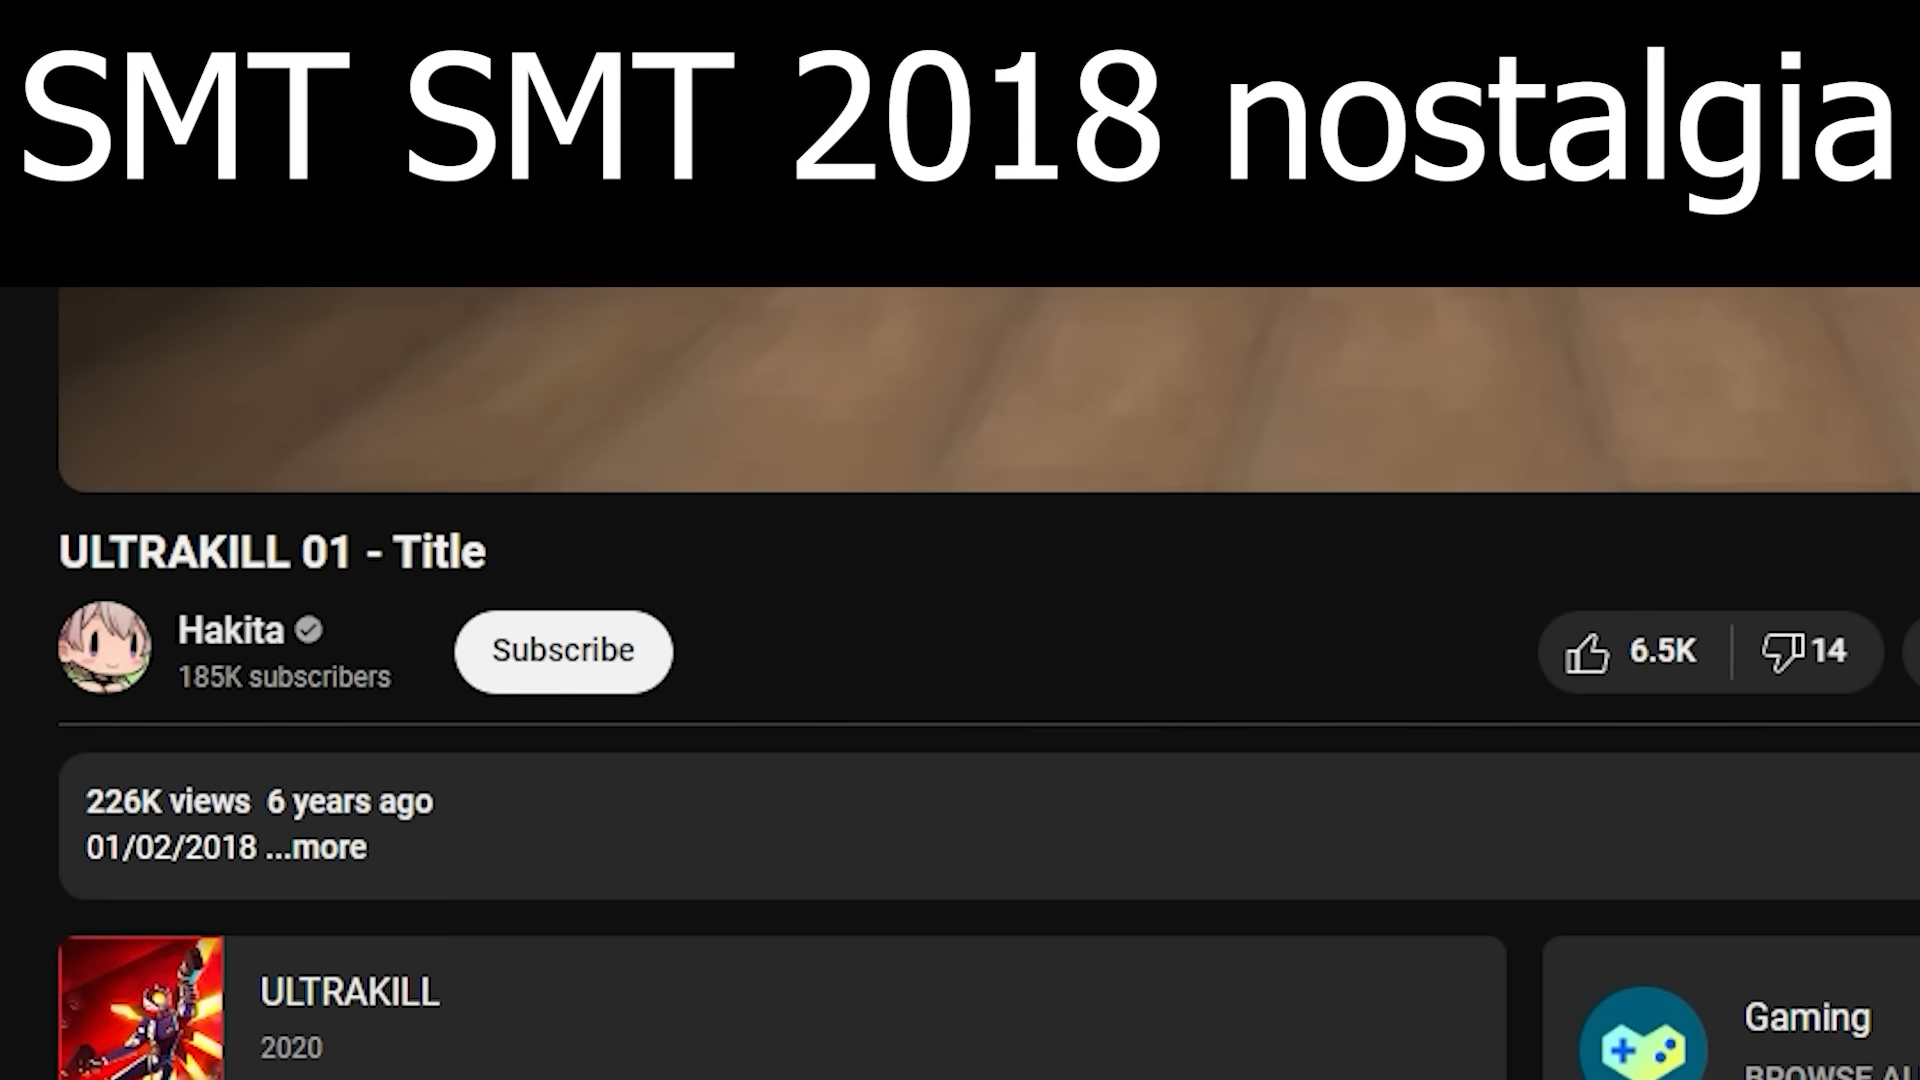 SMT SMT 2018 nostalgia
ULTRAKILL 01 - Title
Hakita
185K subscribers
Subscribe
6.5K
14
226K views 6 years ago
01/02/2018 ...more
ULTRAKILL
2020
Gaming
BROWSE